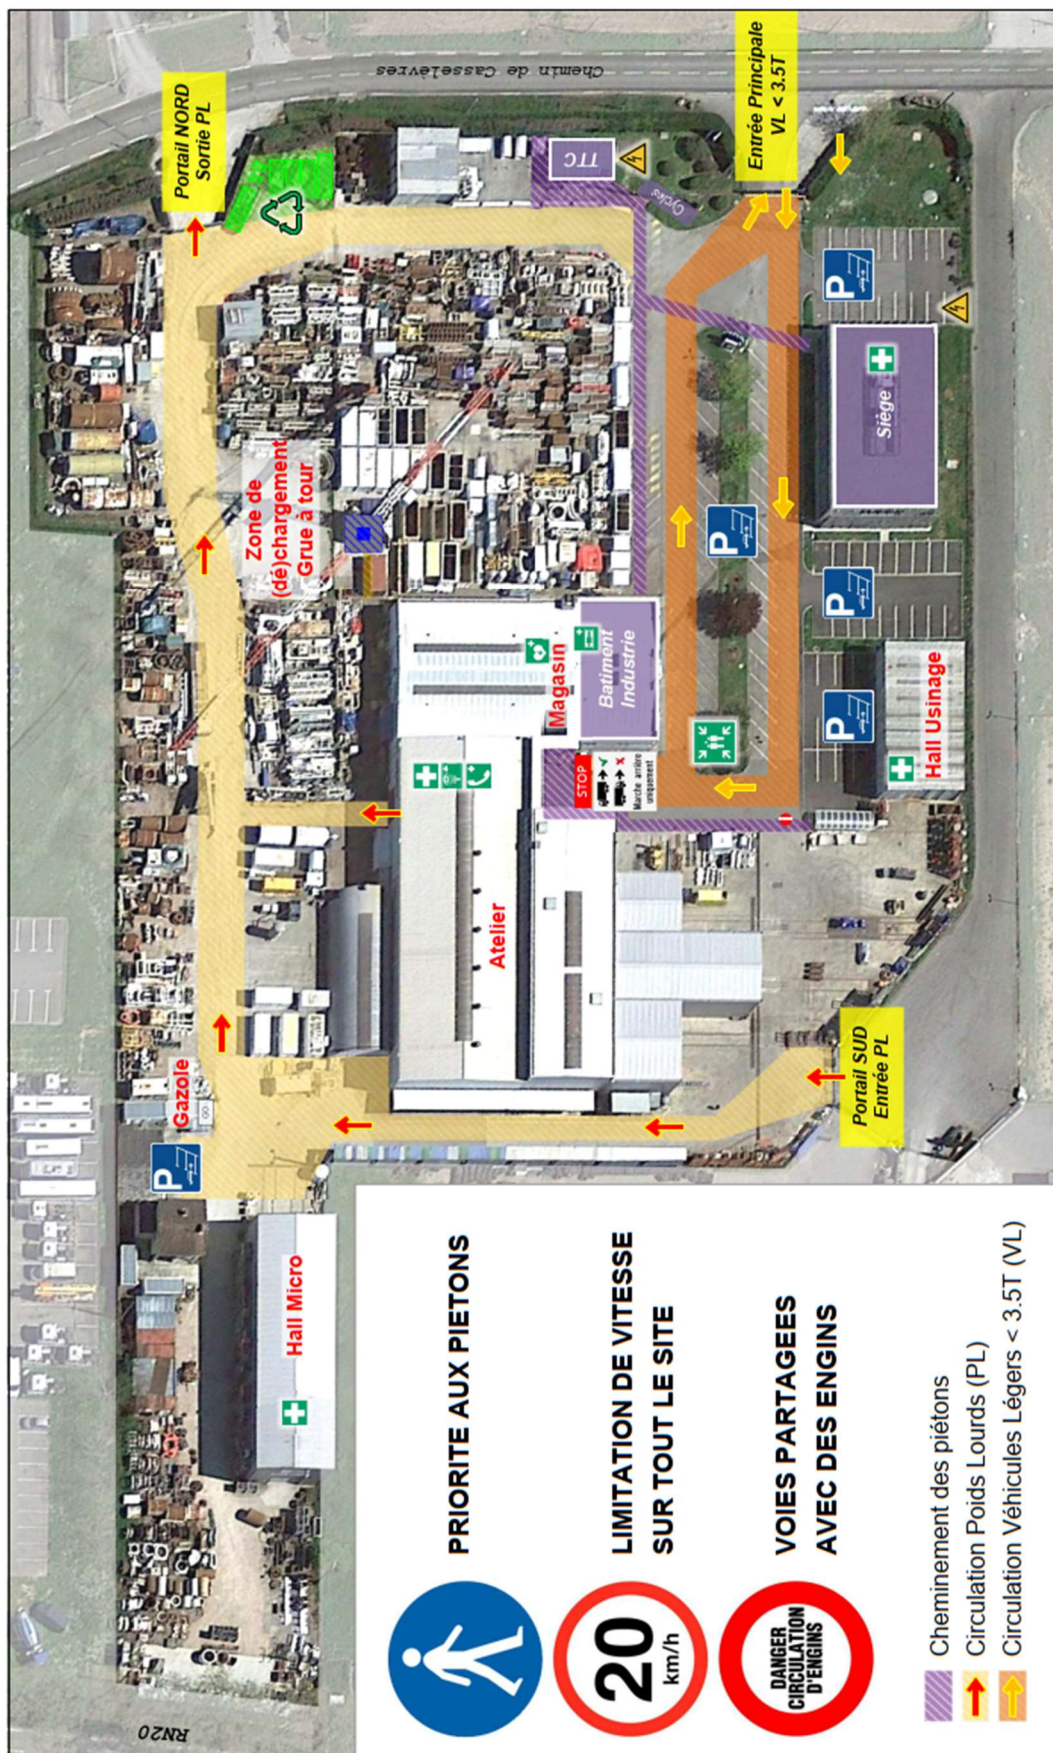 Chemin de Casselèvres
Portail NORD
Sortie PL
Entrée Principale
VL < 3.5T
TTC
Cycles
P
Zone de
(dé)chargement
Grue à tour
Siège
P
P
Magasin
Batiment
Industrie
STOP
Marche arrière
uniquement
P
Hall Usinage
Atelier
Gazole
GO
P
Portail SUD
Entrée PL
Hall Micro
RN20
PRIORITE AUX PIETONS
20
km/h
LIMITATION DE VITESSE
SUR TOUT LE SITE
DANGER
CIRCULATION
D'ENGINS
VOIES PARTAGEES
AVEC DES ENGINS
Cheminement des piétons
Circulation Poids Lourds (PL)
Circulation Véhicules Légers < 3.5T (VL)